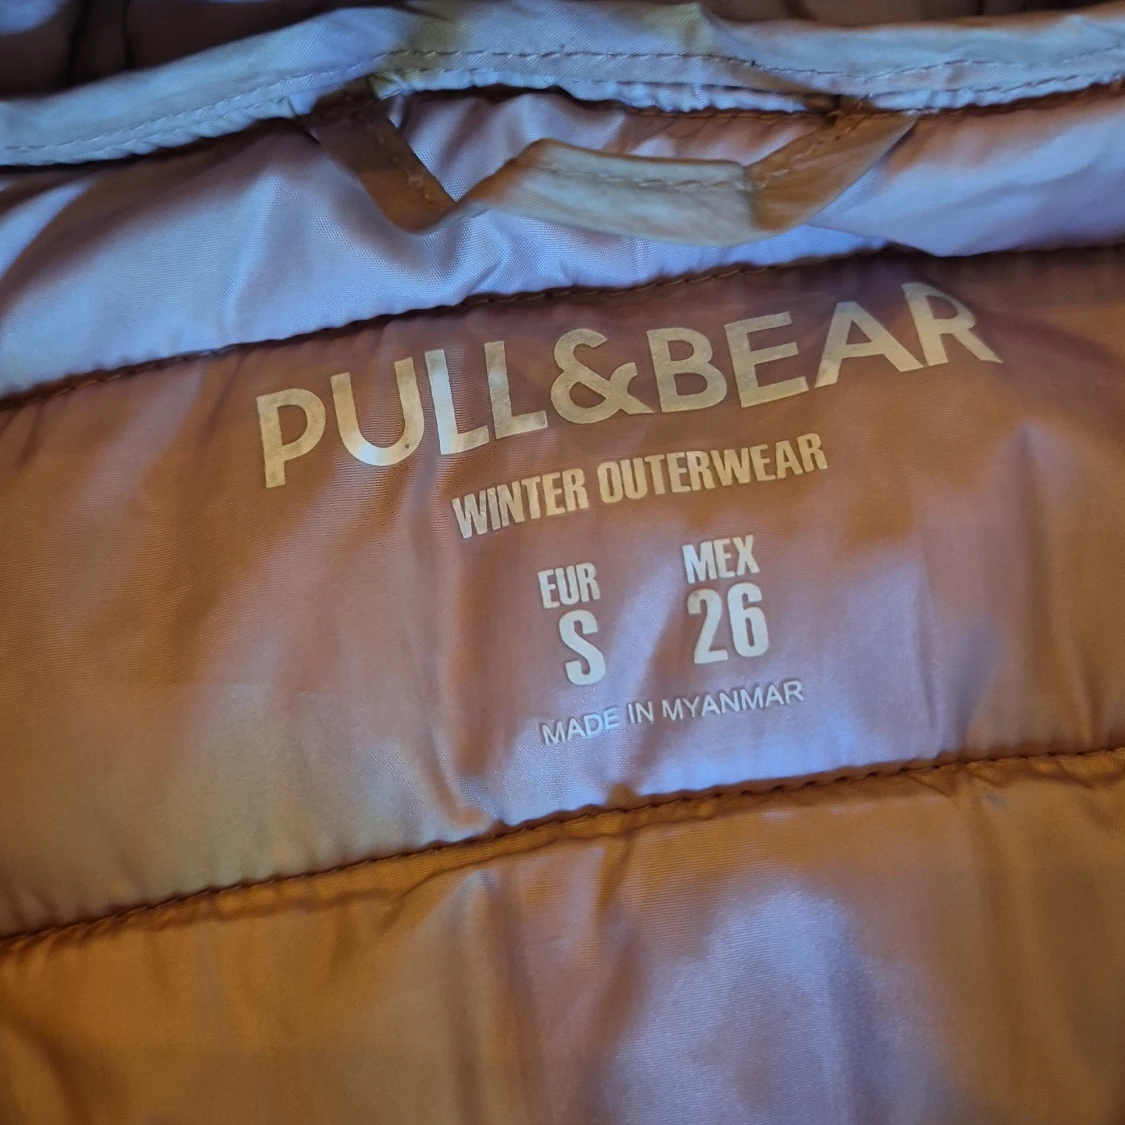 PULL&BEAR
WINTER OUTERWEAR
EUR MEX
S 26
MADE IN MYANMAR